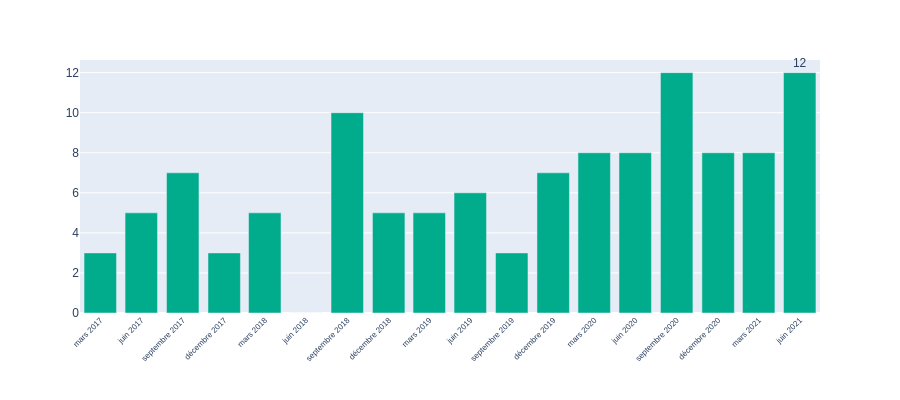 12
12
10
8
6
4
2
0
mars 2017
juin 2017
septembre 2017
décembre 2017
mars 2018
juin 2018
septembre 2018
décembre 2018
mars 2019
juin 2019
septembre 2019
décembre 2019
mars 2020
juin 2020
septembre 2020
décembre 2020
mars 2021
juin 2021